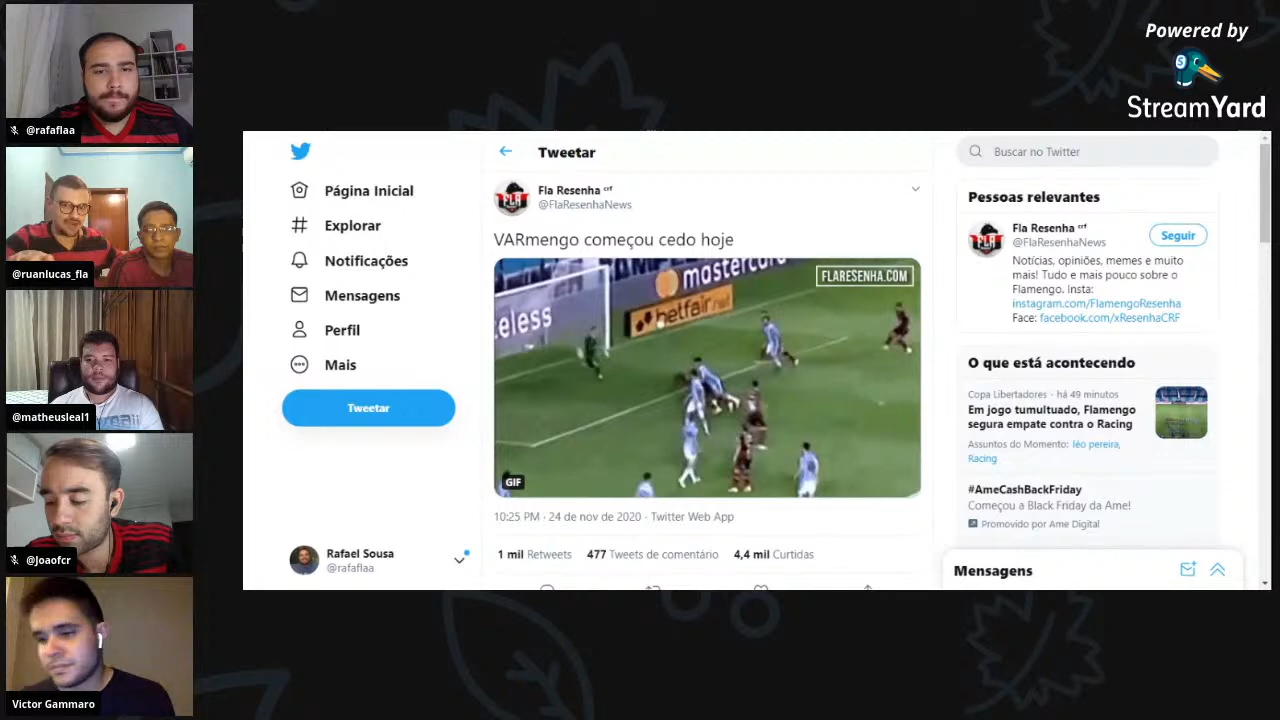 Powered by
StreamYard
@rafaflaa
@ruanlucas_fla
@matheusleal1
@joaofcr
Victor Gammaro
Página Inicial
Explorar
Notificações
Mensagens
Perfil
Mais
Tweetar
Rafael Sousa
@rafaflaa
Tweetar
Fla Resenha ᶜʳᶠ
@FlaResenhaNews
VARmengo começou cedo hoje
FLARESENHA.COM
mastercard
betfair
eless
GIF
10:25 PM · 24 de nov de 2020 · Twitter Web App
1 mil Retweets 477 Tweets de comentário 4,4 mil Curtidas
Buscar no Twitter
Pessoas relevantes
Fla Resenha ᶜʳᶠ
@FlaResenhaNews
Seguir
Notícias, opiniões, memes e muito
mais! Tudo e mais pouco sobre o
Flamengo. Insta:
instagram.com/FlamengoResenha
Face: facebook.com/xResenhaCRF
O que está acontecendo
Copa Libertadores · há 49 minutos
Em jogo tumultuado, Flamengo
segura empate contra o Racing
Assuntos do Momento: léo pereira,
Racing
#AmeCashBackFriday
Começou a Black Friday da Ame!
Promovido por Ame Digital
Mensagens